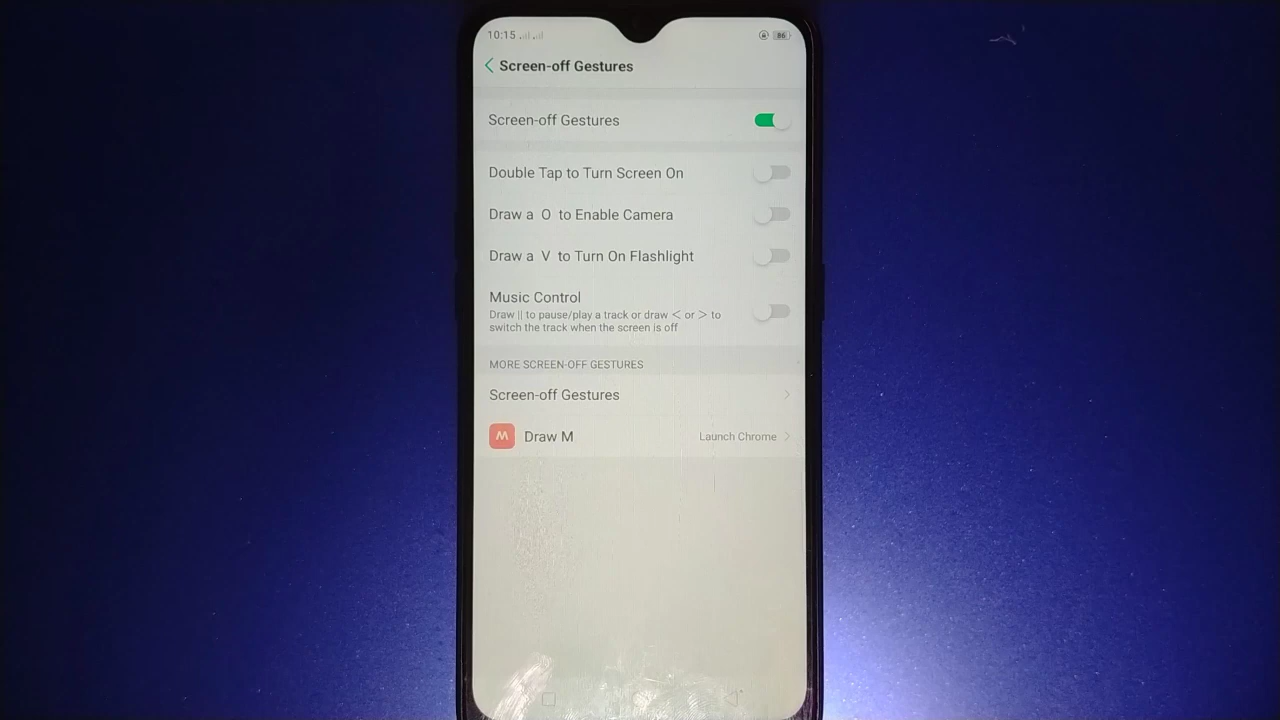 10:15 86
Screen-off Gestures
Screen-off Gestures
Double Tap to Turn Screen On
Draw a O to Enable Camera
Draw a V to Turn On Flashlight
Music Control
Draw || to pause/play a track or draw < or > to
switch the track when the screen is off
MORE SCREEN-OFF GESTURES
Screen-off Gestures
M Draw M Launch Chrome